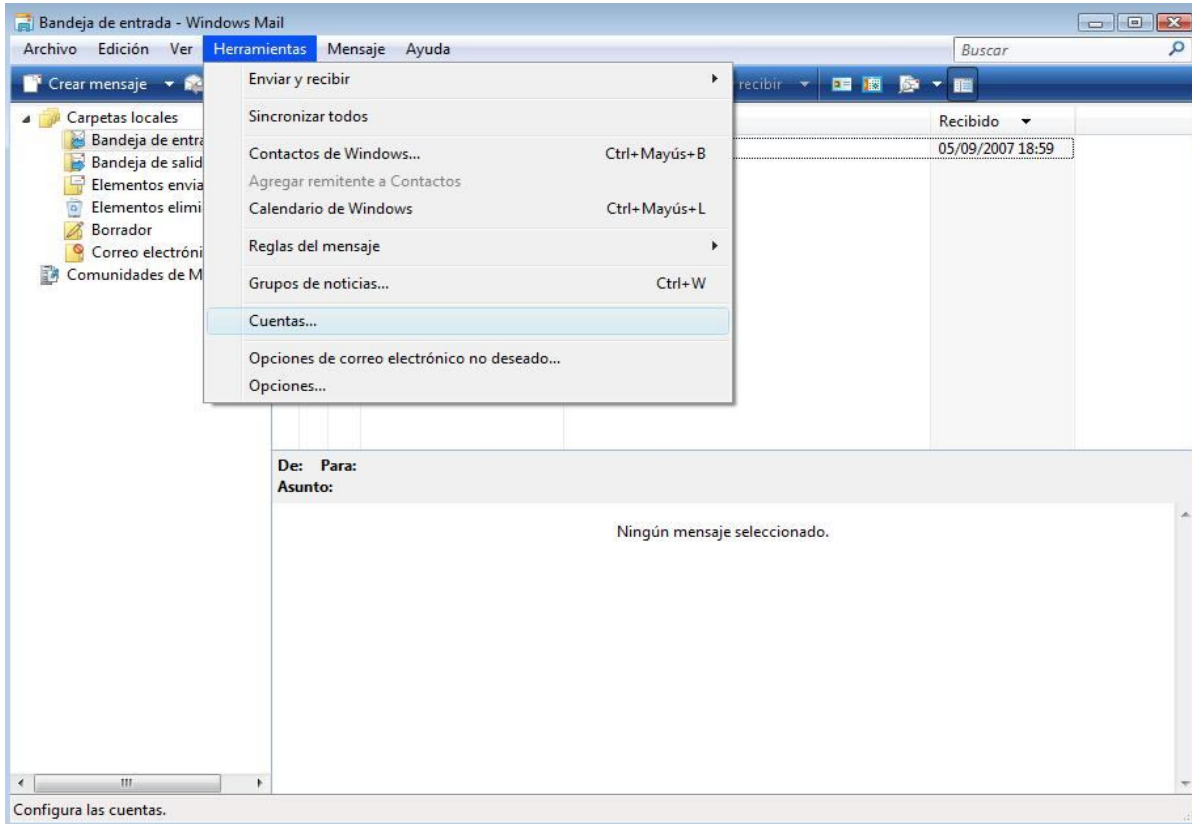 Bandeja de entrada - Windows Mail
Archivo Edición Ver Herramientas Mensaje Ayuda Buscar
Crear mensaje recibir
Carpetas locales
Bandeja de entra
Bandeja de salid
Elementos envia
Elementos elimi
Borrador
Correo electróni
Comunidades de M
Enviar y recibir
Sincronizar todos
Contactos de Windows... Ctrl+Mayús+B
Agregar remitente a Contactos
Calendario de Windows Ctrl+Mayús+L
Reglas del mensaje
Grupos de noticias... Ctrl+W
Cuentas...
Opciones de correo electrónico no deseado...
Opciones...
Recibido
05/09/2007 18:59
De: Para:
Asunto:
Ningún mensaje seleccionado.
Configura las cuentas.